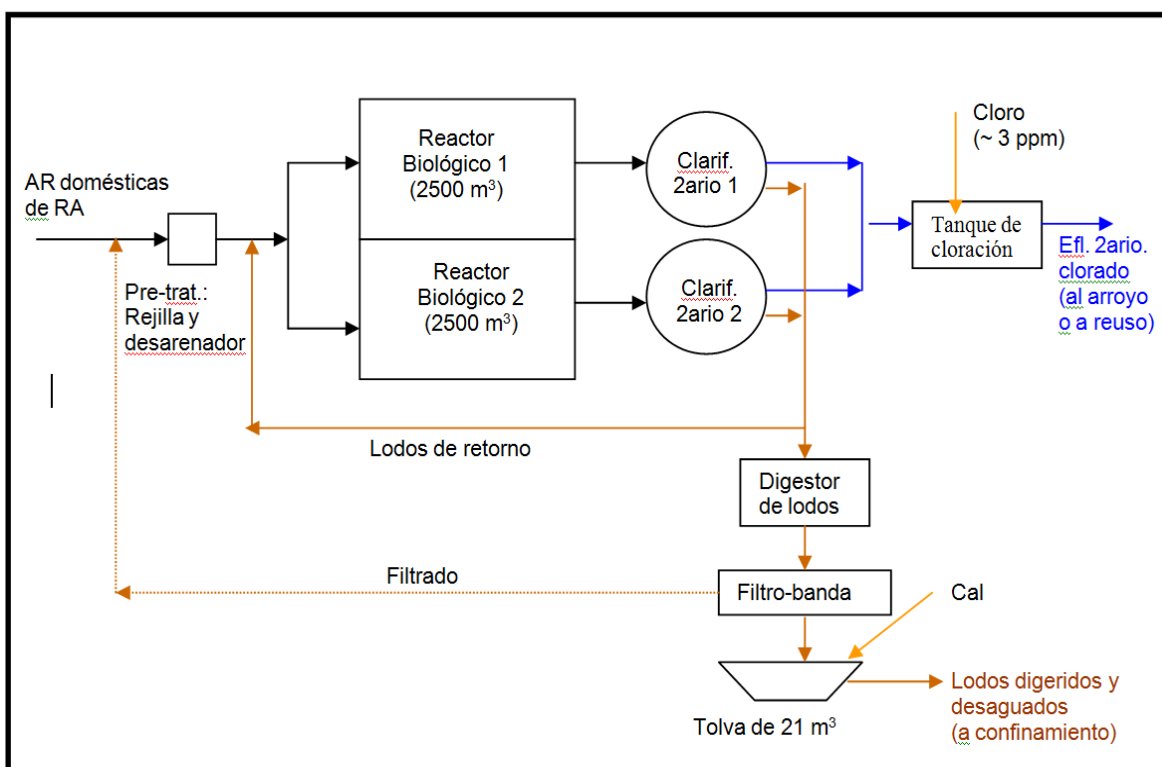 AR domésticas
de RA
Pre-trat.:
Rejilla y
desarenador
Reactor
Biológico 1
(2500 m³)
Reactor
Biológico 2
(2500 m³)
Clarif.
2ario 1
Clarif.
2ario 2
Cloro
(~ 3 ppm)
Tanque de
cloración
Efl. 2ario.
clorado
(al arroyo
o a reuso)
Lodos de retorno
Digestor
de lodos
Filtrado
Filtro-banda
Cal
Tolva de 21 m³
Lodos digeridos y
desaguados
(a confinamiento)